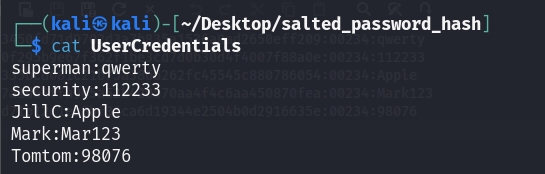 ┌──(kali㉿kali)-[~/Desktop/salted_password_hash]
└─$ cat UserCredentials
superman:qwerty
security:112233
JillC:Apple
Mark:Mar123
Tomtom:98076